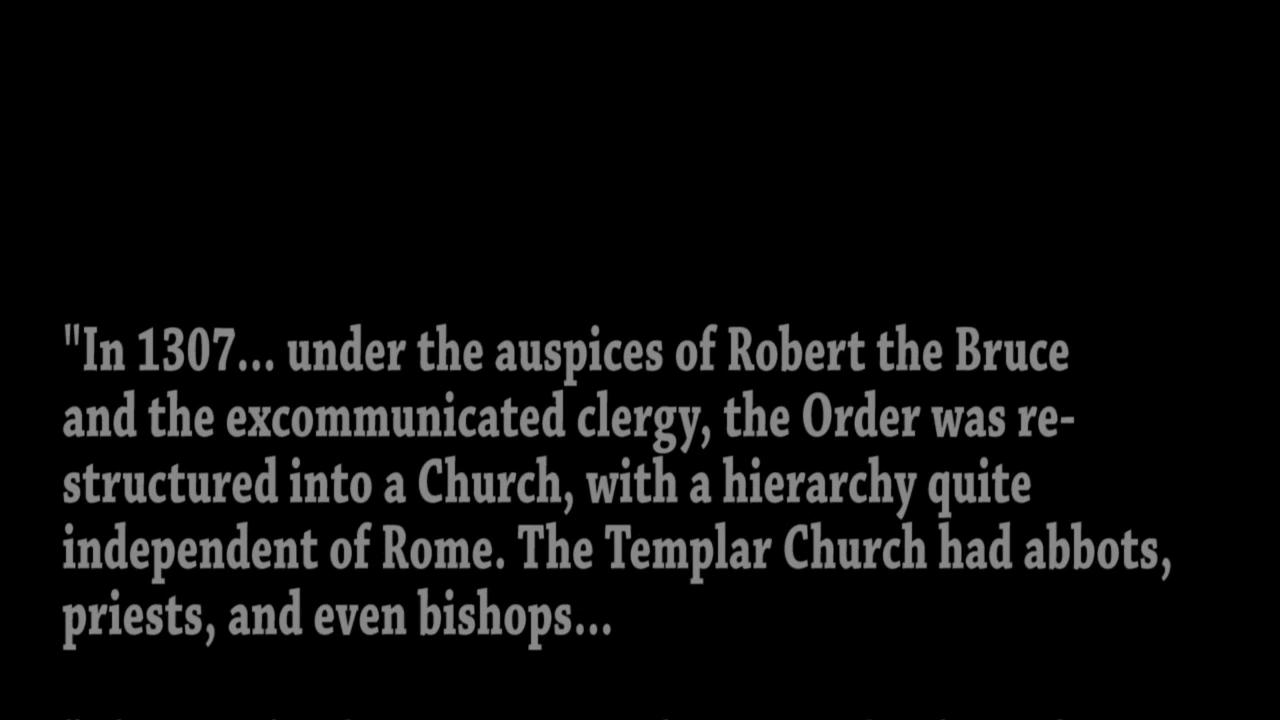 "In 1307... under the auspices of Robert the Bruce
and the excommunicated clergy, the Order was re-
structured into a Church, with a hierarchy quite
independent of Rome. The Templar Church had abbots,
priests, and even bishops...